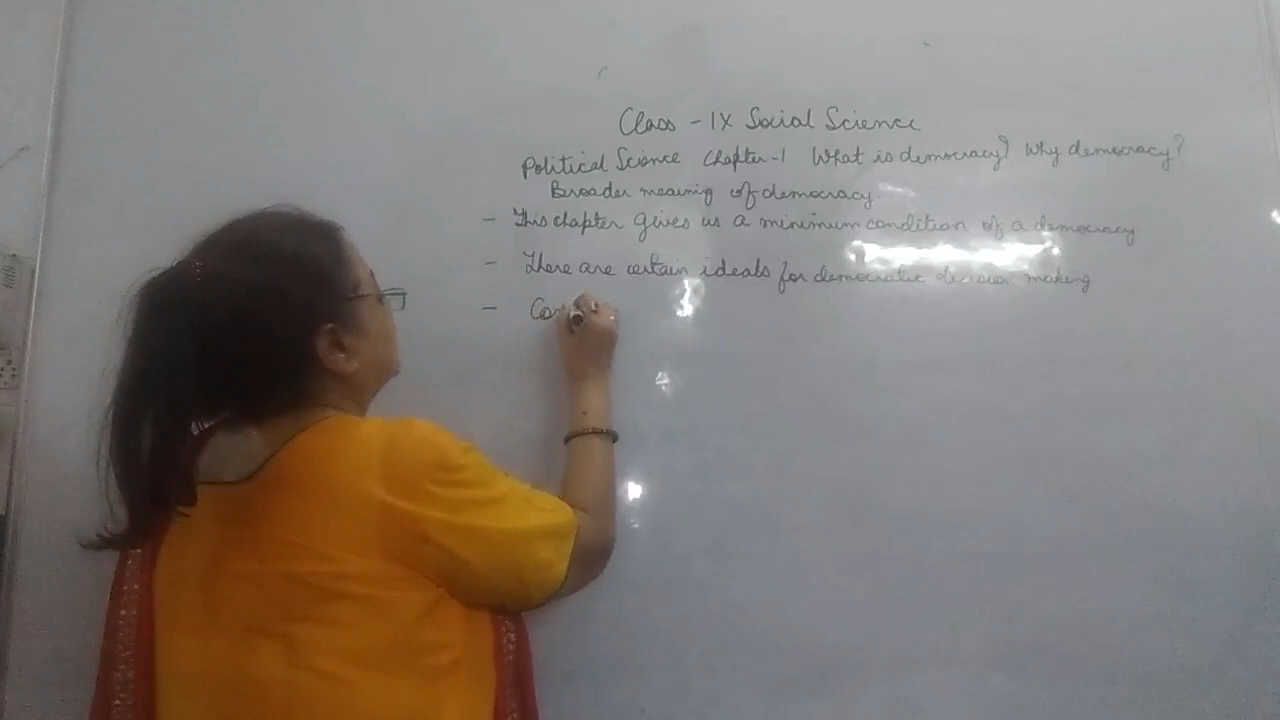 Class - IX Social Science
Political Science Chapter-1 What is democracy? Why democracy?
Broader meaning of democracy
- This chapter gives us a minimum condition of a democracy
- There are certain ideals for democratic decision making
- Co